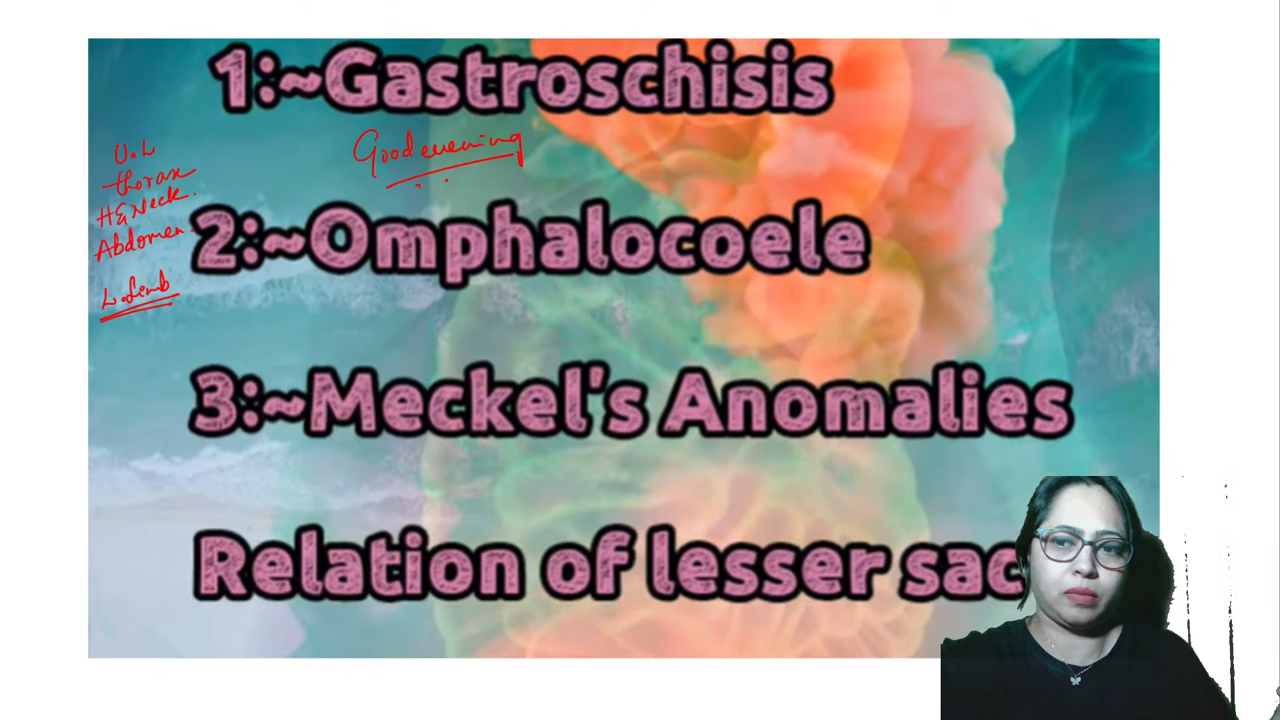 1:~Gastroschisis
Good evening
U.L
thorax
H & Neck.
Abdomen.
2:~Omphalocoele
L. Limb
3:~Meckel's Anomalies
Relation of lesser sac